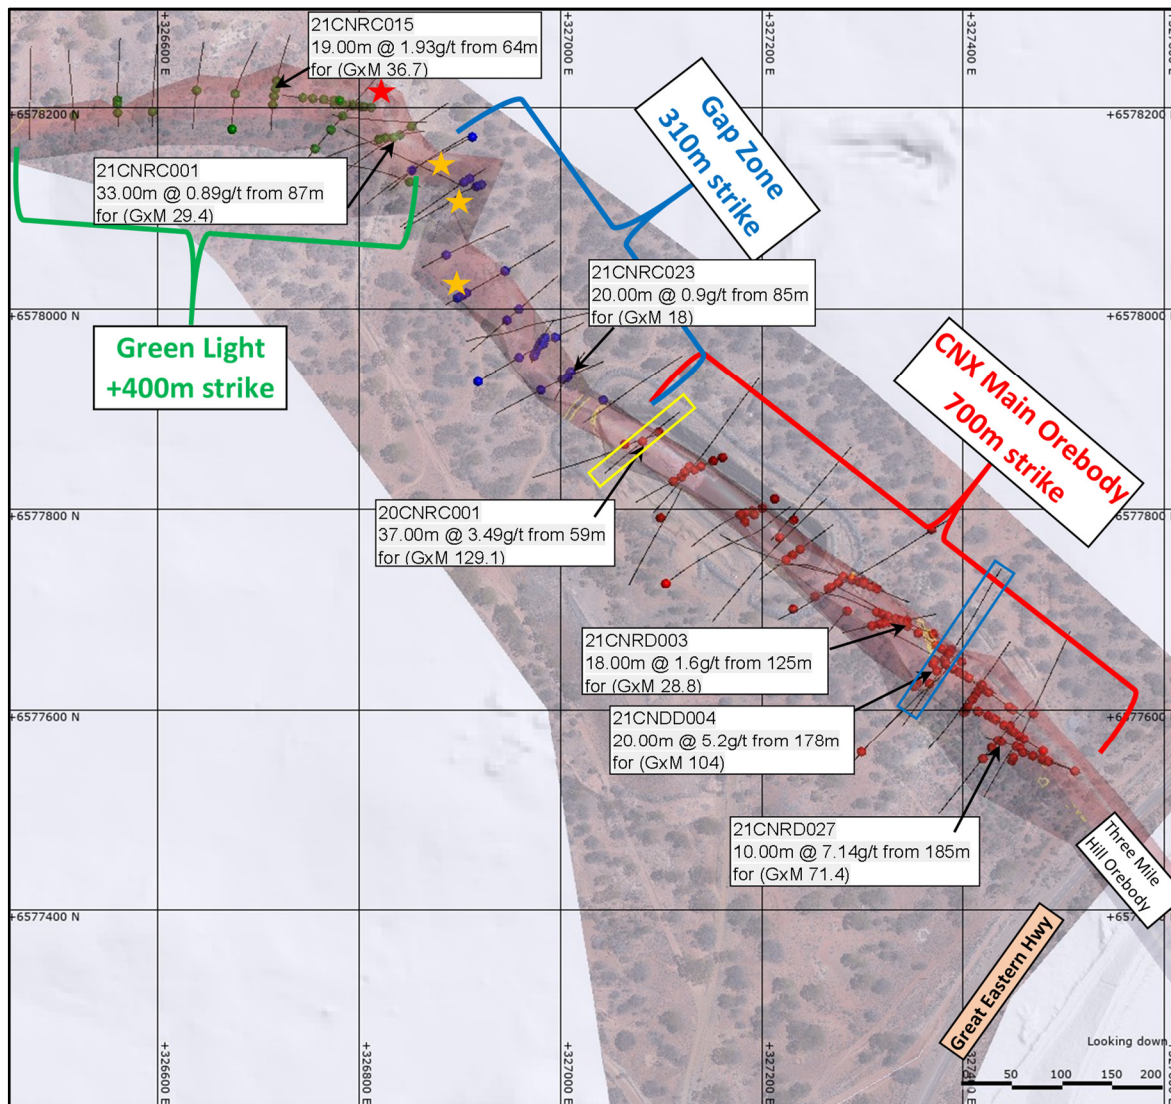 +326600 E
+327000 E
+327200 E
+327400 E
21CNRC015
19.00m @ 1.93g/t from 64m
for (GxM 36.7)
+6578200 N
+6578200 N
Gap Zone
310m strike
21CNRC001
33.00m @ 0.89g/t from 87m
for (GxM 29.4)
21CNRC023
20.00m @ 0.9g/t from 85m
for (GxM 18)
+6578000 N
+6578000 N
Green Light
+400m strike
CNX Main Orebody
700m strike
20CNRC001
37.00m @ 3.49g/t from 59m
for (GxM 129.1)
+6577800 N
+6577800 N
21CNRD003
18.00m @ 1.6g/t from 125m
for (GxM 28.8)
21CNDD004
20.00m @ 5.2g/t from 178m
for (GxM 104)
+6577600 N
+6577600 N
21CNRD027
10.00m @ 7.14g/t from 185m
for (GxM 71.4)
Three Mile
Hill Orebody
+6577400 N
Great Eastern Hwy
+326600 E
+326800 E
+327000 E
+327200 E
Looking down
50 100 150 200